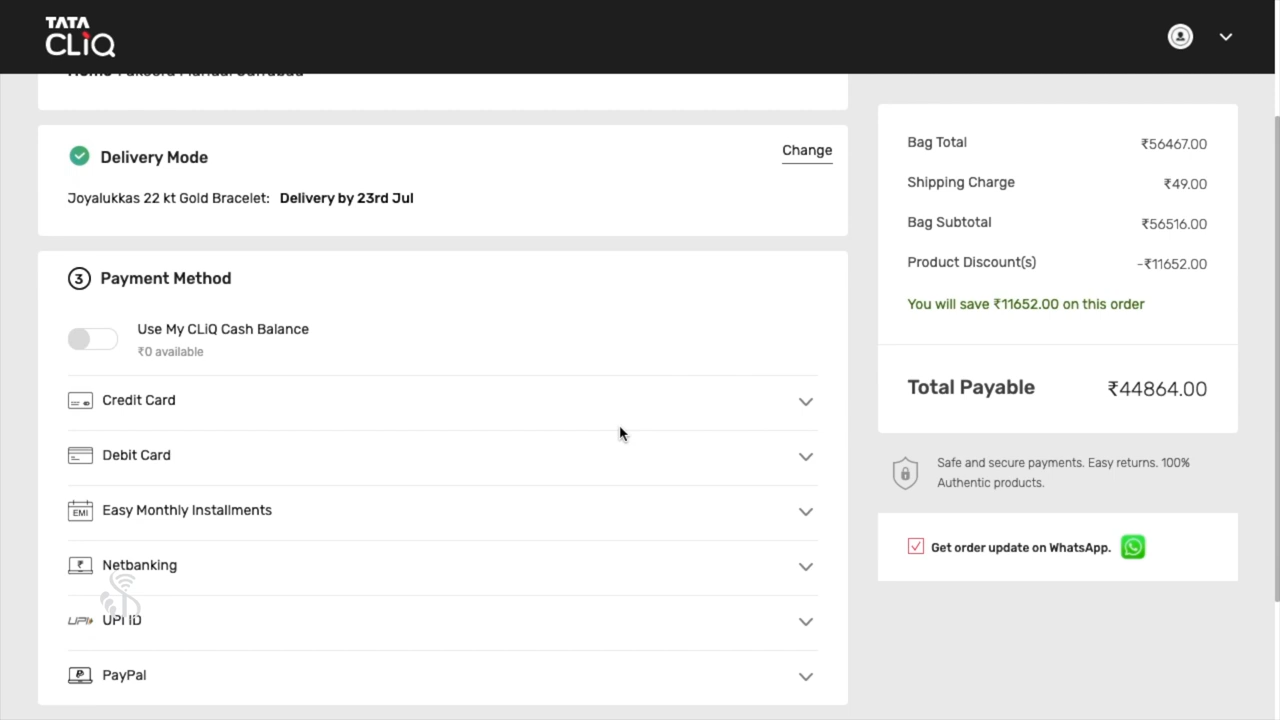 TATA
CLiQ
Delivery Mode
Change
Joyalukkas 22 kt Gold Bracelet: Delivery by 23rd Jul
3 Payment Method
Use My CLiQ Cash Balance
₹0 available
Credit Card
Debit Card
EMI Easy Monthly Installments
Netbanking
UPI UPI ID
PayPal
Bag Total ₹56467.00
Shipping Charge ₹49.00
Bag Subtotal ₹56516.00
Product Discount(s) -₹11652.00
You will save ₹11652.00 on this order
Total Payable ₹44864.00
Safe and secure payments. Easy returns. 100%
Authentic products.
Get order update on WhatsApp.